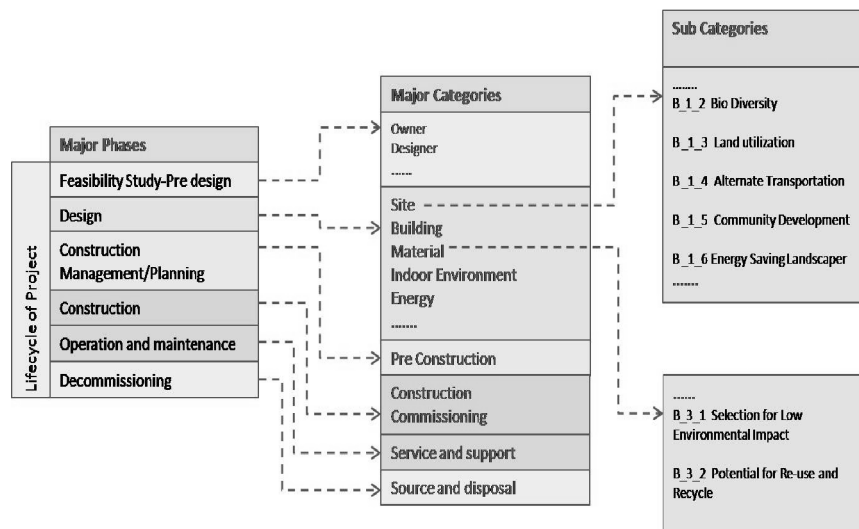 Lifecycle of Project
Major Phases
Feasibility Study-Pre design
Design
Construction
Management/Planning
Construction
Operation and maintenance
Decommissioning
Major Categories
Owner
Designer
......
Site
Building
Material
Indoor Environment
Energy
.......
Pre Construction
Construction
Commissioning
Service and support
Source and disposal
Sub Categories
........
B_1_2 Bio Diversity
B_1_3 Land utilization
B_1_4 Alternate Transportation
B_1_5 Community Development
B_1_6 Energy Saving Landscaper
.......
......
B_3_1 Selection for Low
Environmental Impact
B_3_2 Potential for Re-use and
Recycle